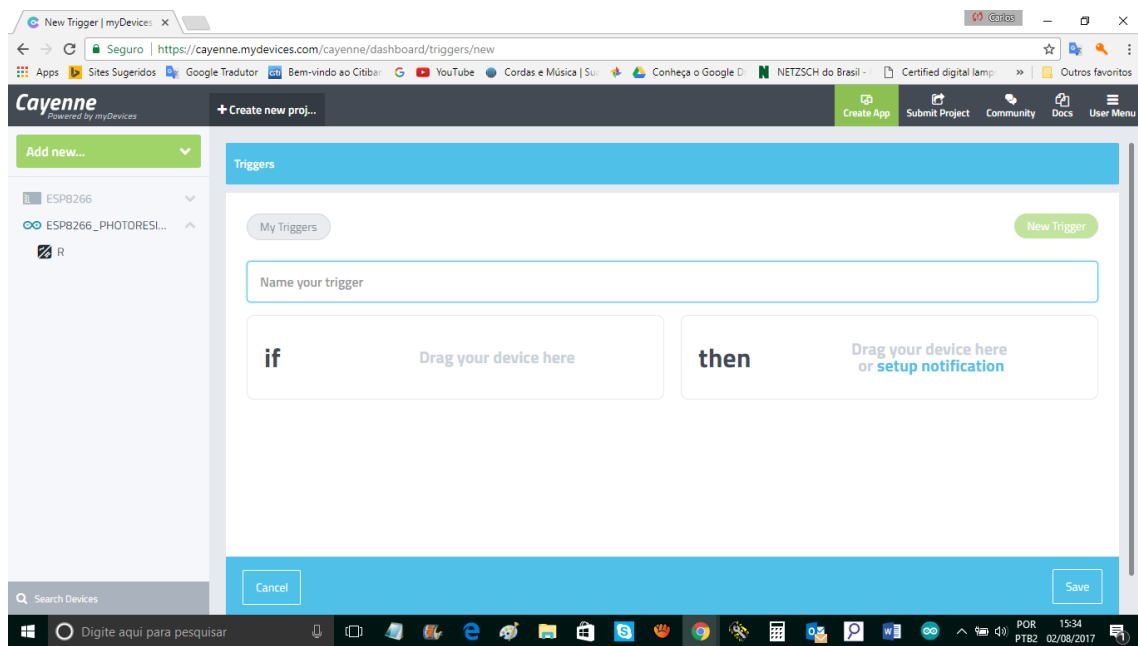 New Trigger | myDevices
Carlos
Seguro | https://cayenne.mydevices.com/cayenne/dashboard/triggers/new
Apps Sites Sugeridos Google Tradutor Bem-vindo ao Citiban YouTube Cordas e Música | Su Conheça o Google D NETZSCH do Brasil - Certified digital lamp » Outros favoritos
Cayenne
Powered by myDevices
+ Create new proj...
Create App Submit Project Community Docs User Menu
Add new...
Triggers
ESP8266
ESP8266_PHOTORESI...
R
My Triggers
New Trigger
Name your trigger
if
Drag your device here
then
Drag your device here
or setup notification
Cancel
Save
Search Devices
Digite aqui para pesquisar
POR 15:34
PTB2 02/08/2017